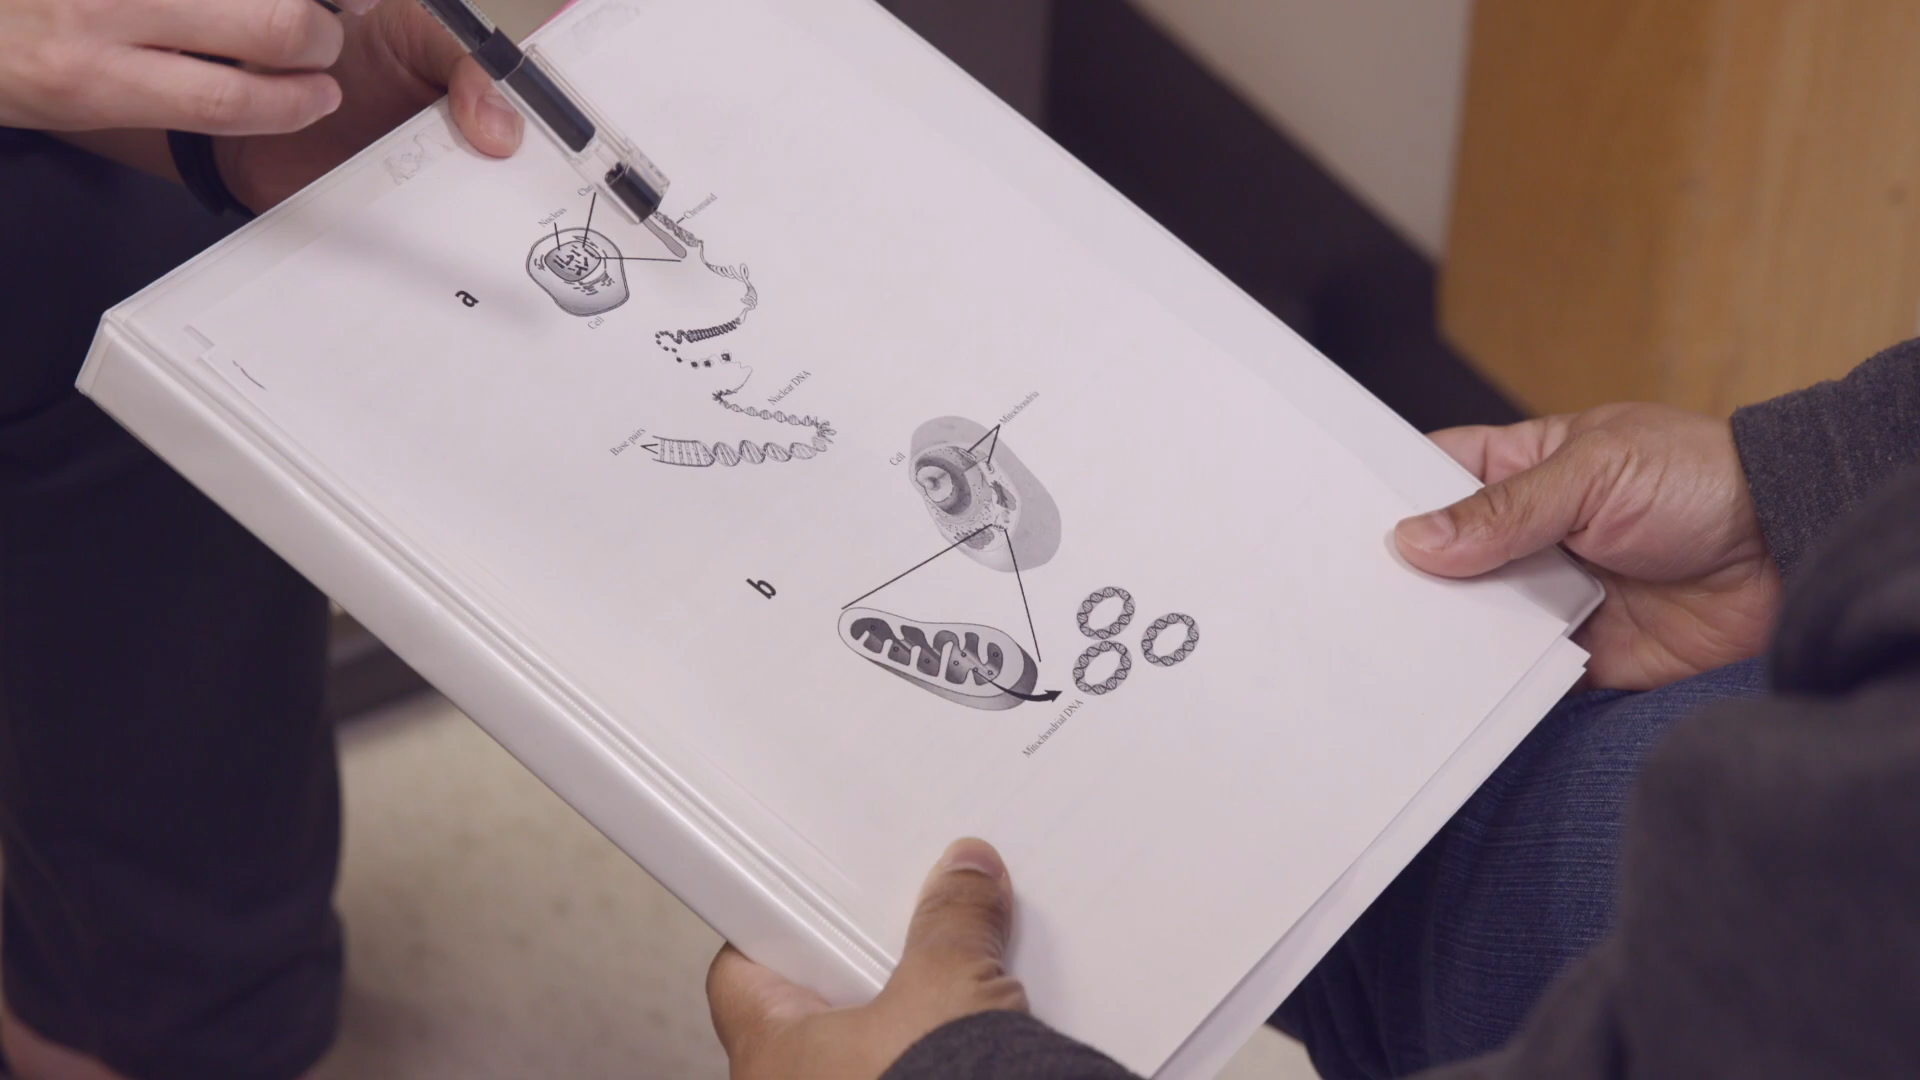 a
Nucleus
Chromatid
Cell
Nuclear DNA
Base pairs
b
Cell
Mitochondria
Mitochondrial DNA